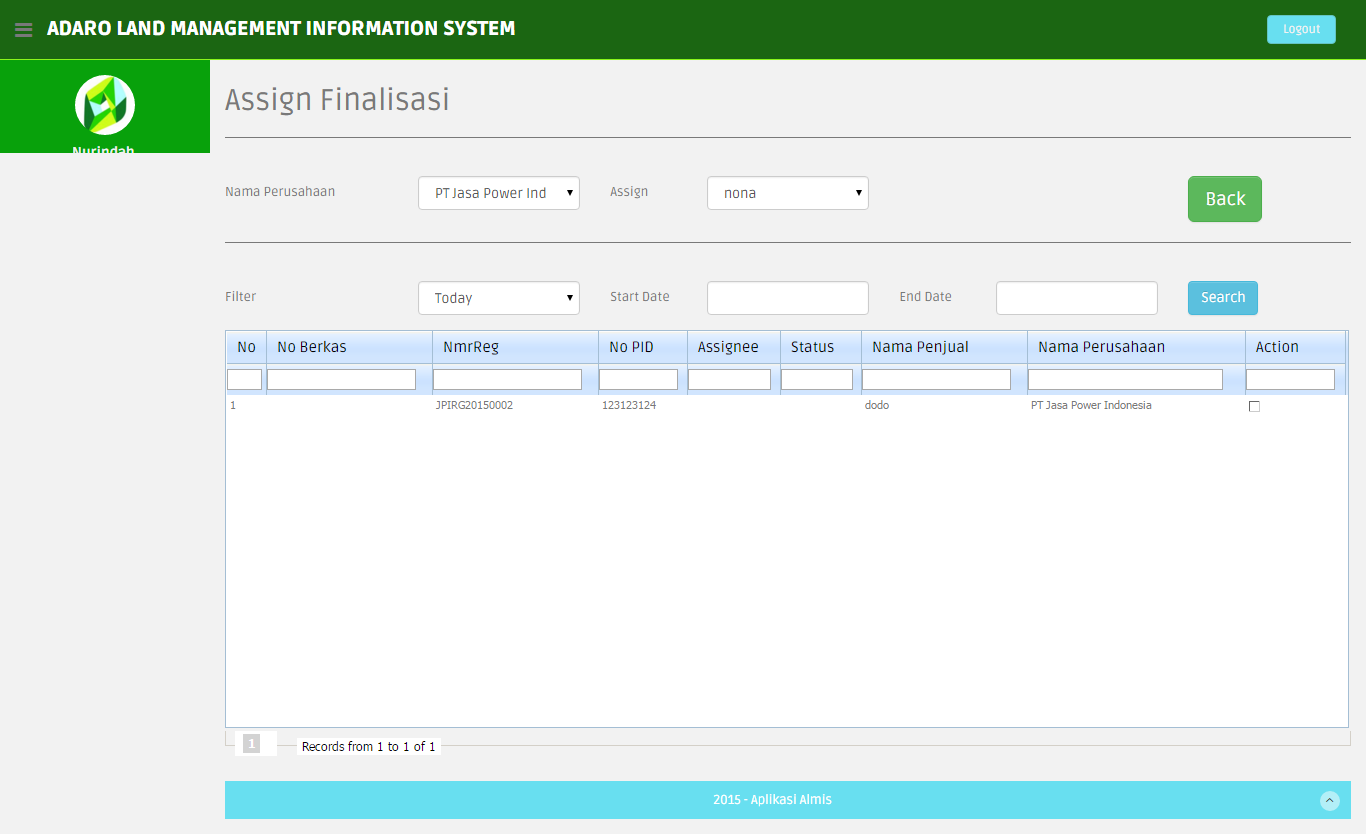 ADARO LAND MANAGEMENT INFORMATION SYSTEM
Logout
Nurindah
Assign Finalisasi
Nama Perusahaan PT Jasa Power Ind Assign nona Back
Filter Today Start Date End Date Search
No No Berkas NmrReg No PID Assignee Status Nama Penjual Nama Perusahaan Action
1 JPIRG20150002 123123124 dodo PT Jasa Power Indonesia
1 Records from 1 to 1 of 1
2015 - Aplikasi Almis